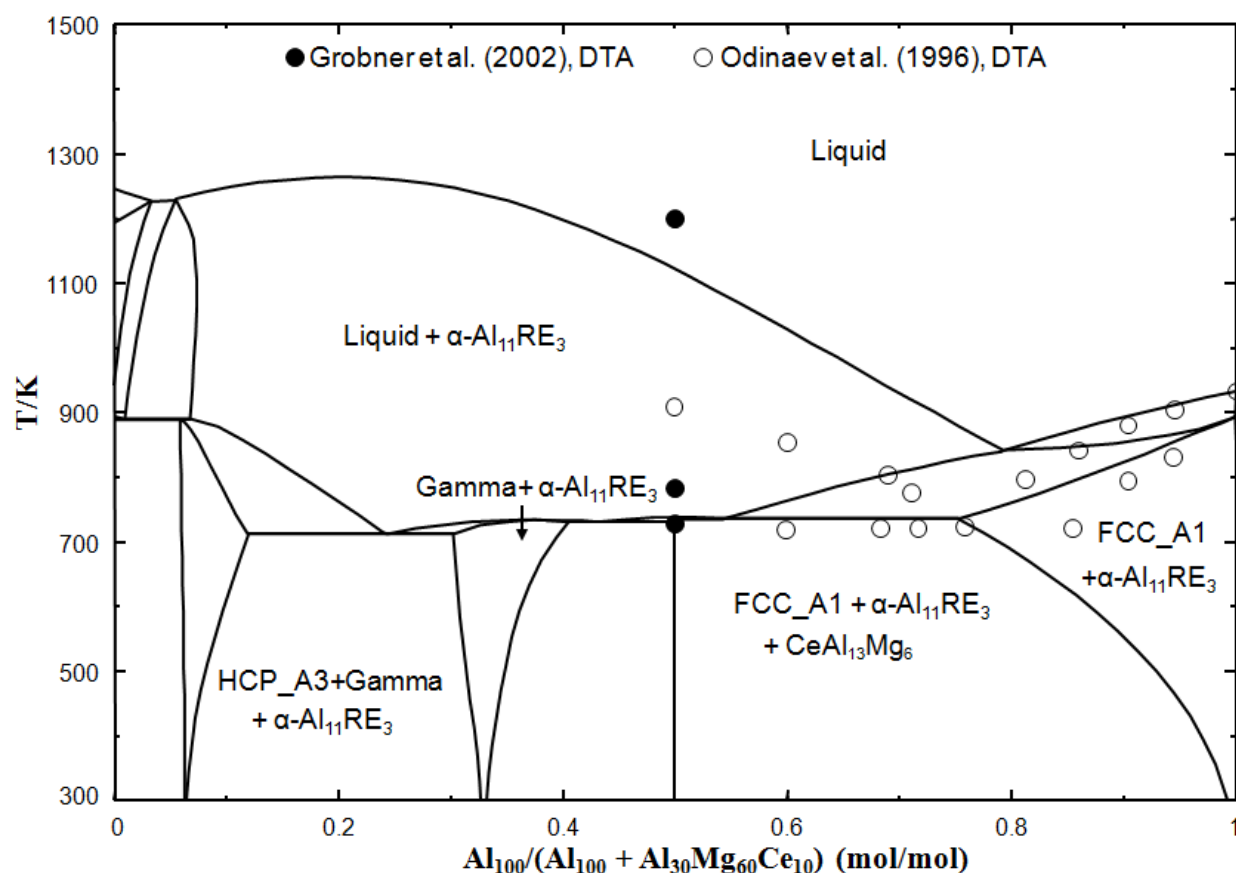 1500
Grobner et al. (2002), DTA
Odinaev et al. (1996), DTA
Liquid
1300
1100
Liquid + α-Al₁₁RE₃
T/K
900
Gamma+ α-Al₁₁RE₃
700
FCC_A1
+α-Al₁₁RE₃
FCC_A1 + α-Al₁₁RE₃
+ CeAl₁₃Mg₆
500
HCP_A3+Gamma
+ α-Al₁₁RE₃
300
0 0.2 0.4 0.6 0.8 1
Al₁₀₀/(Al₁₀₀ + Al₃₀Mg₆₀Ce₁₀) (mol/mol)